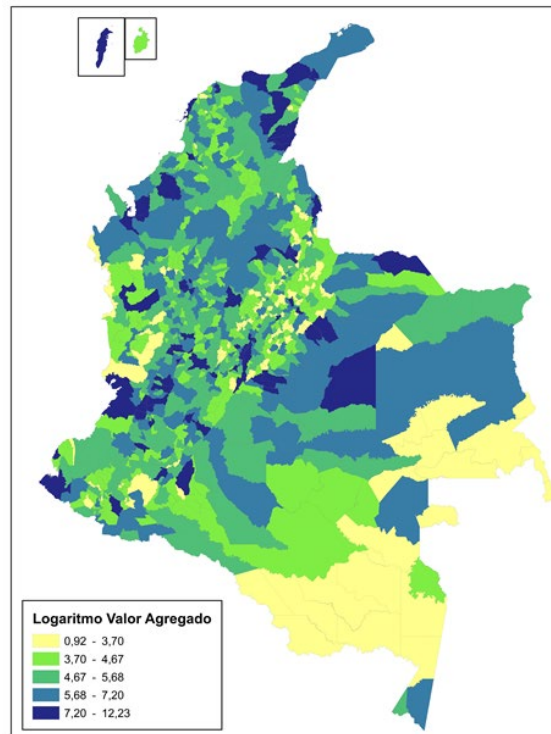 Logaritmo Valor Agregado
0,92 - 3,70
3,70 - 4,67
4,67 - 5,68
5,68 - 7,20
7,20 - 12,23